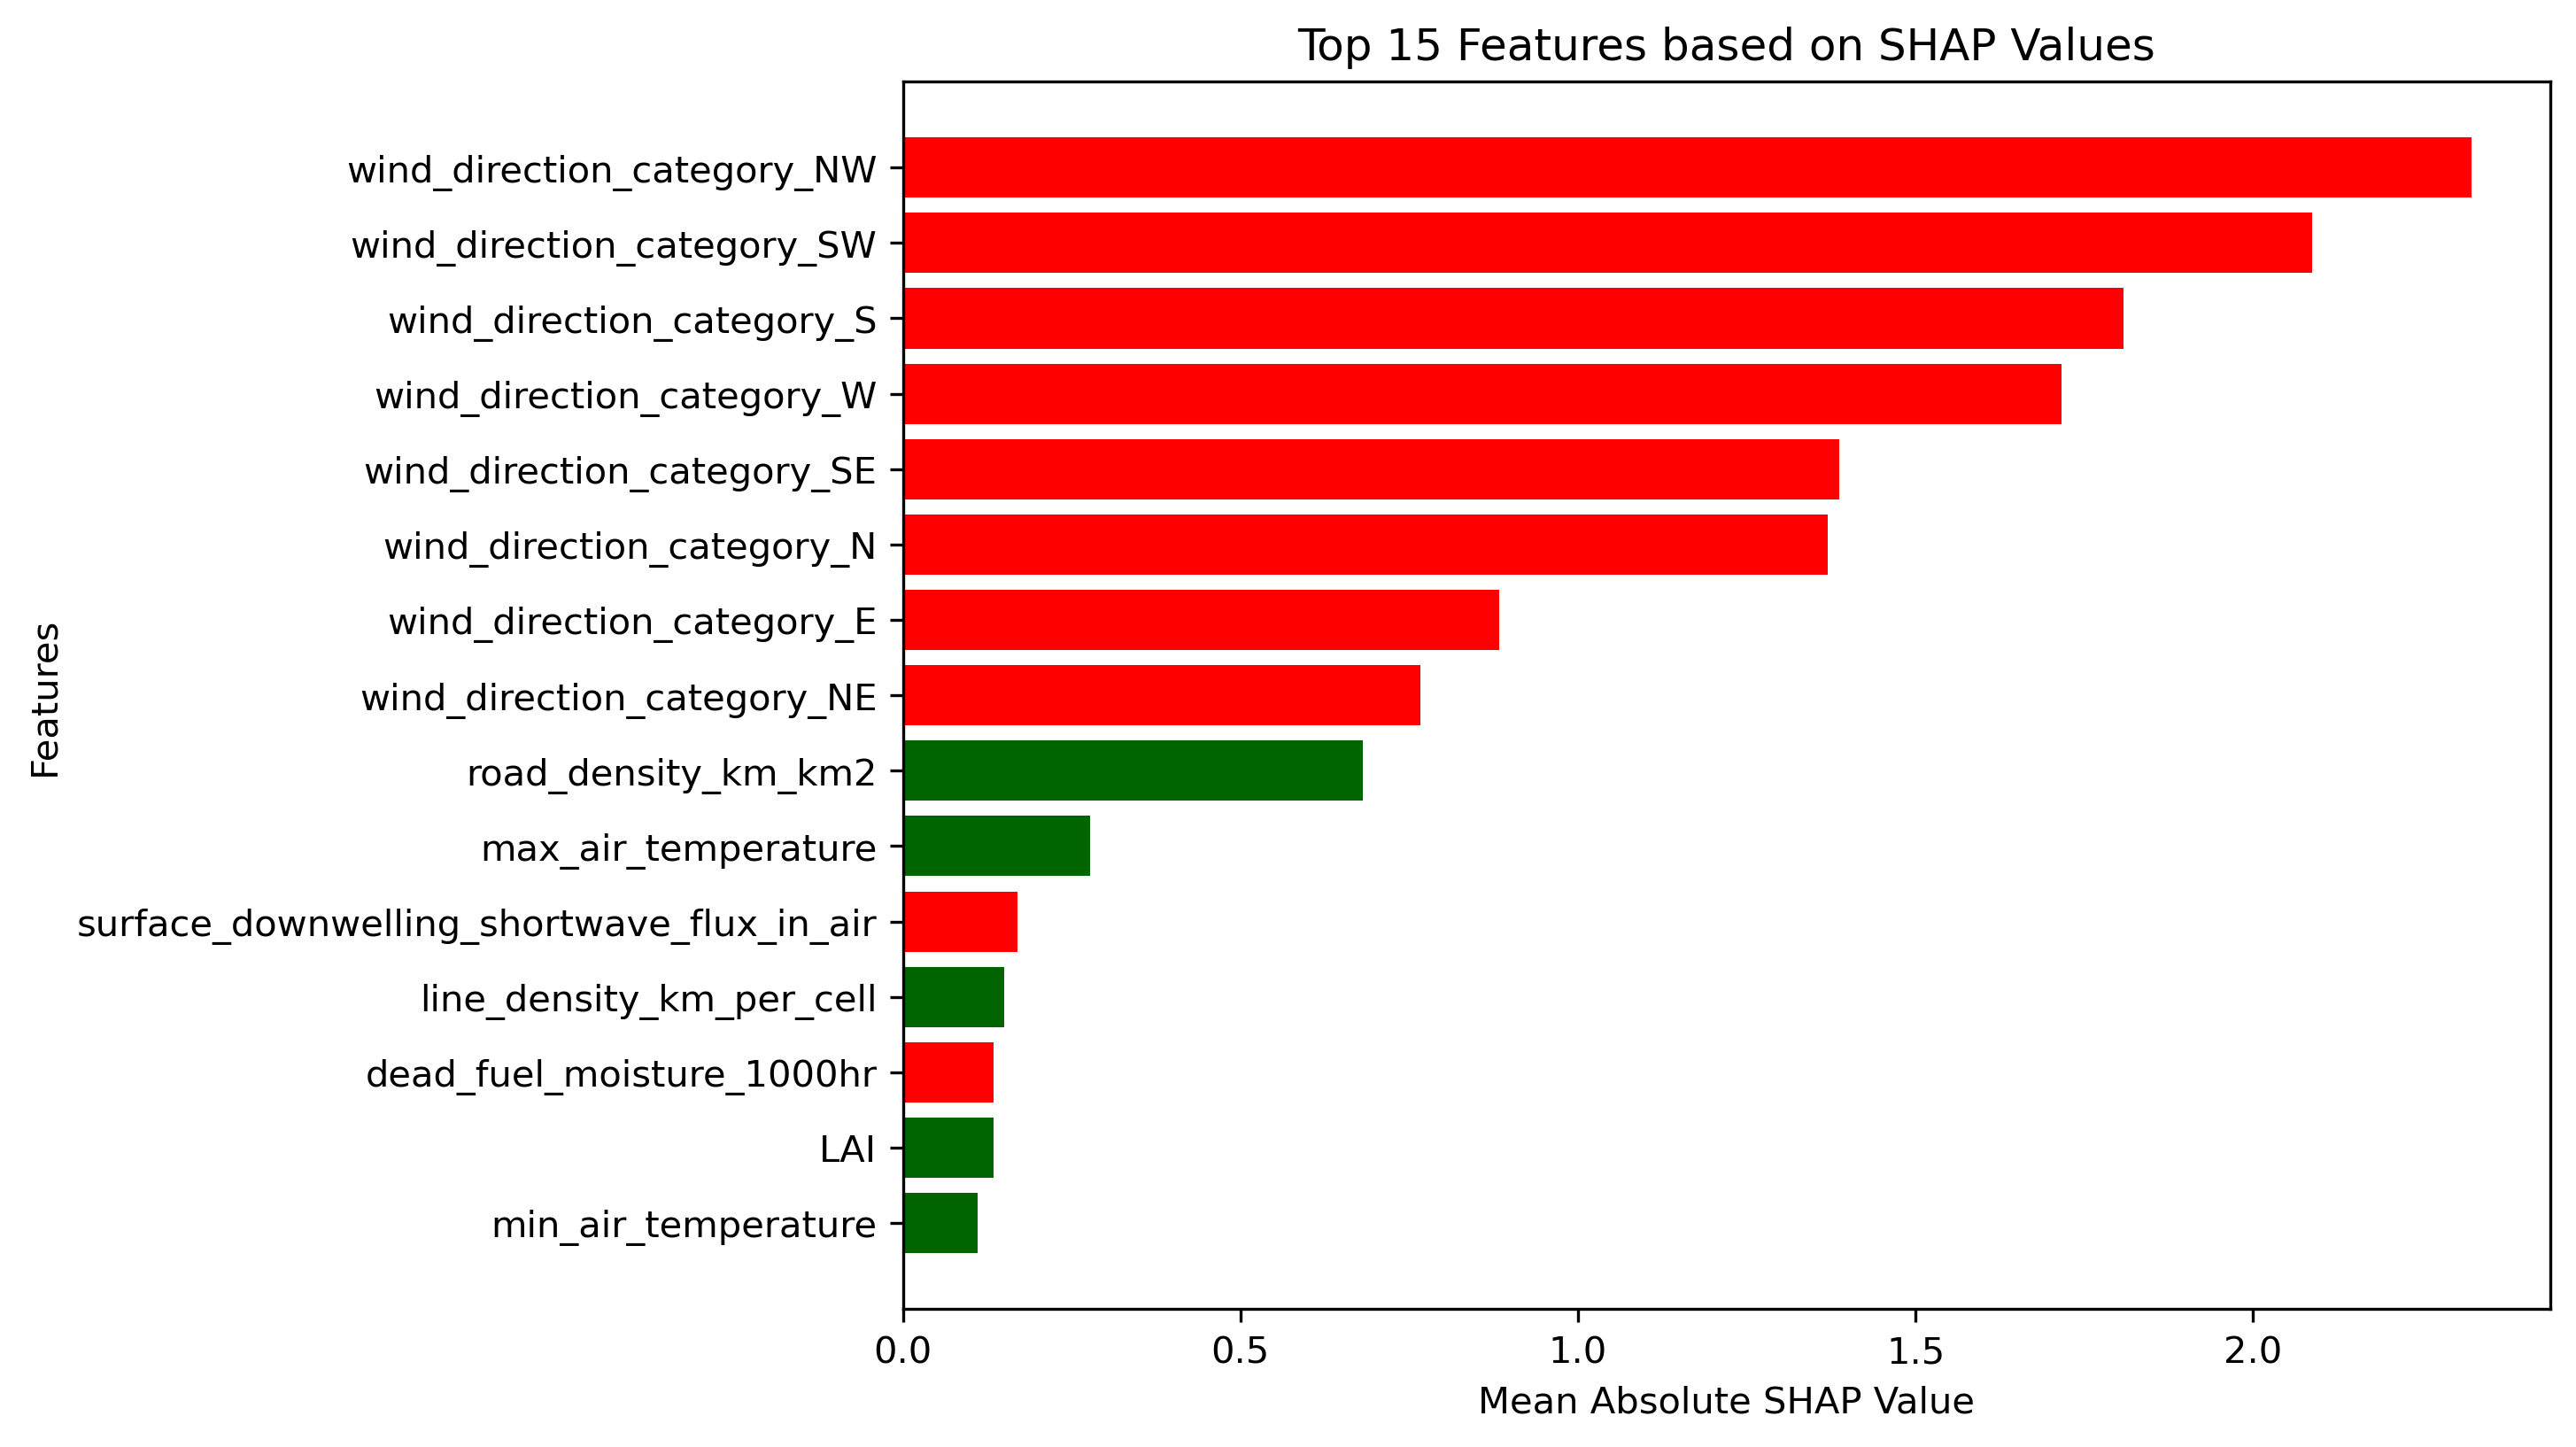 Top 15 Features based on SHAP Values
Features
wind_direction_category_NW
wind_direction_category_SW
wind_direction_category_S
wind_direction_category_W
wind_direction_category_SE
wind_direction_category_N
wind_direction_category_E
wind_direction_category_NE
road_density_km_km2
max_air_temperature
surface_downwelling_shortwave_flux_in_air
line_density_km_per_cell
dead_fuel_moisture_1000hr
LAI
min_air_temperature
0.0 0.5 1.0 1.5 2.0
Mean Absolute SHAP Value